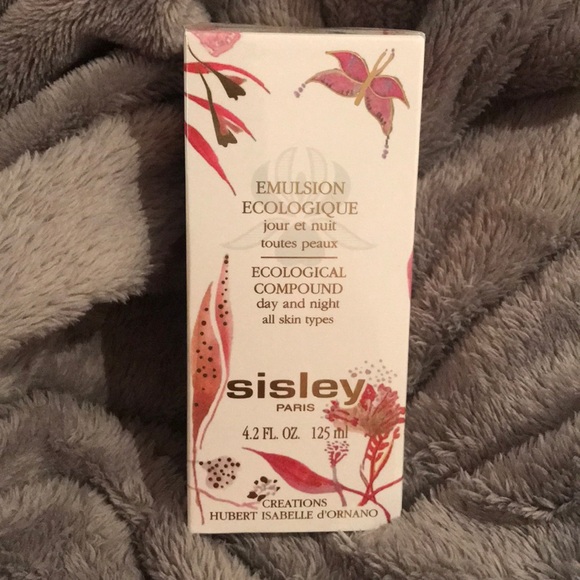 EMULSION
ECOLOGIQUE
jour et nuit
toutes peaux
ECOLOGICAL
COMPOUND
day and night
all skin types
sisley
PARIS
4.2 FL. OZ. 125 ml
CREATIONS
HUBERT ISABELLE d'ORNANO